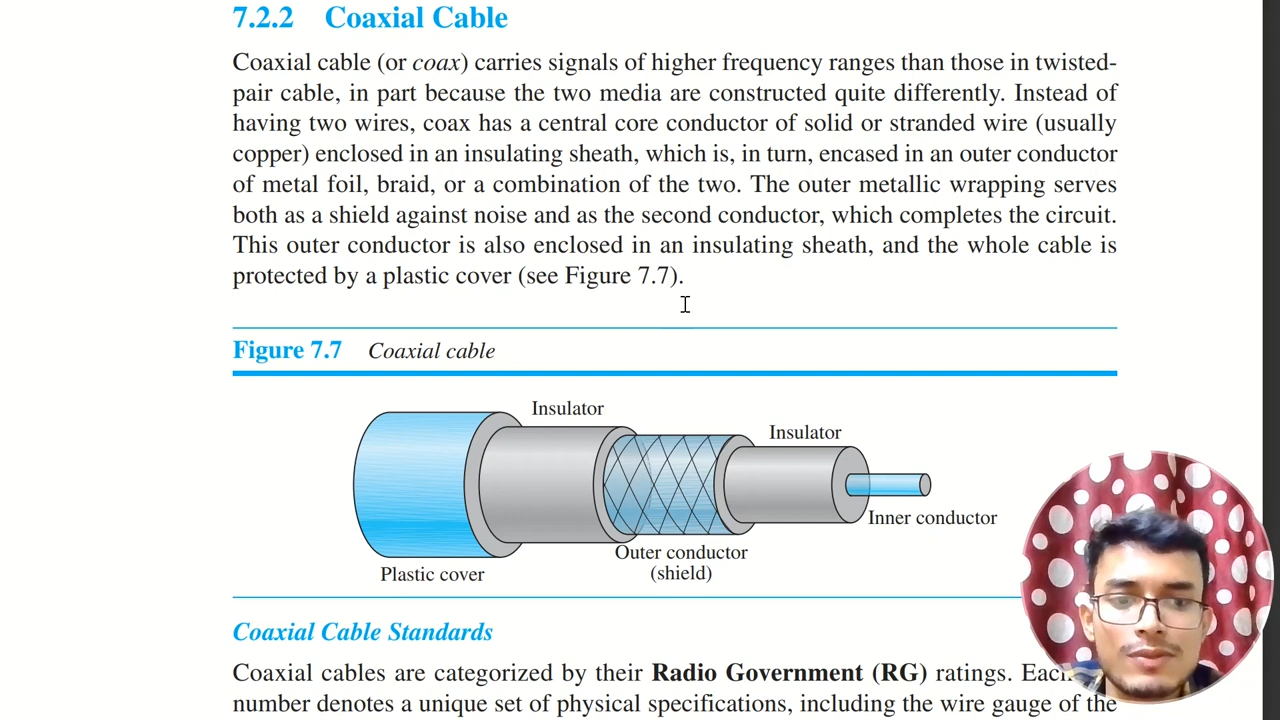 7.2.2 Coaxial Cable
Coaxial cable (or coax) carries signals of higher frequency ranges than those in twisted-
pair cable, in part because the two media are constructed quite differently. Instead of
having two wires, coax has a central core conductor of solid or stranded wire (usually
copper) enclosed in an insulating sheath, which is, in turn, encased in an outer conductor
of metal foil, braid, or a combination of the two. The outer metallic wrapping serves
both as a shield against noise and as the second conductor, which completes the circuit.
This outer conductor is also enclosed in an insulating sheath, and the whole cable is
protected by a plastic cover (see Figure 7.7).
Figure 7.7 Coaxial cable
Insulator
Insulator
Inner conductor
Outer conductor
(shield)
Plastic cover
Coaxial Cable Standards
Coaxial cables are categorized by their Radio Government (RG) ratings. Each
number denotes a unique set of physical specifications, including the wire gauge of the